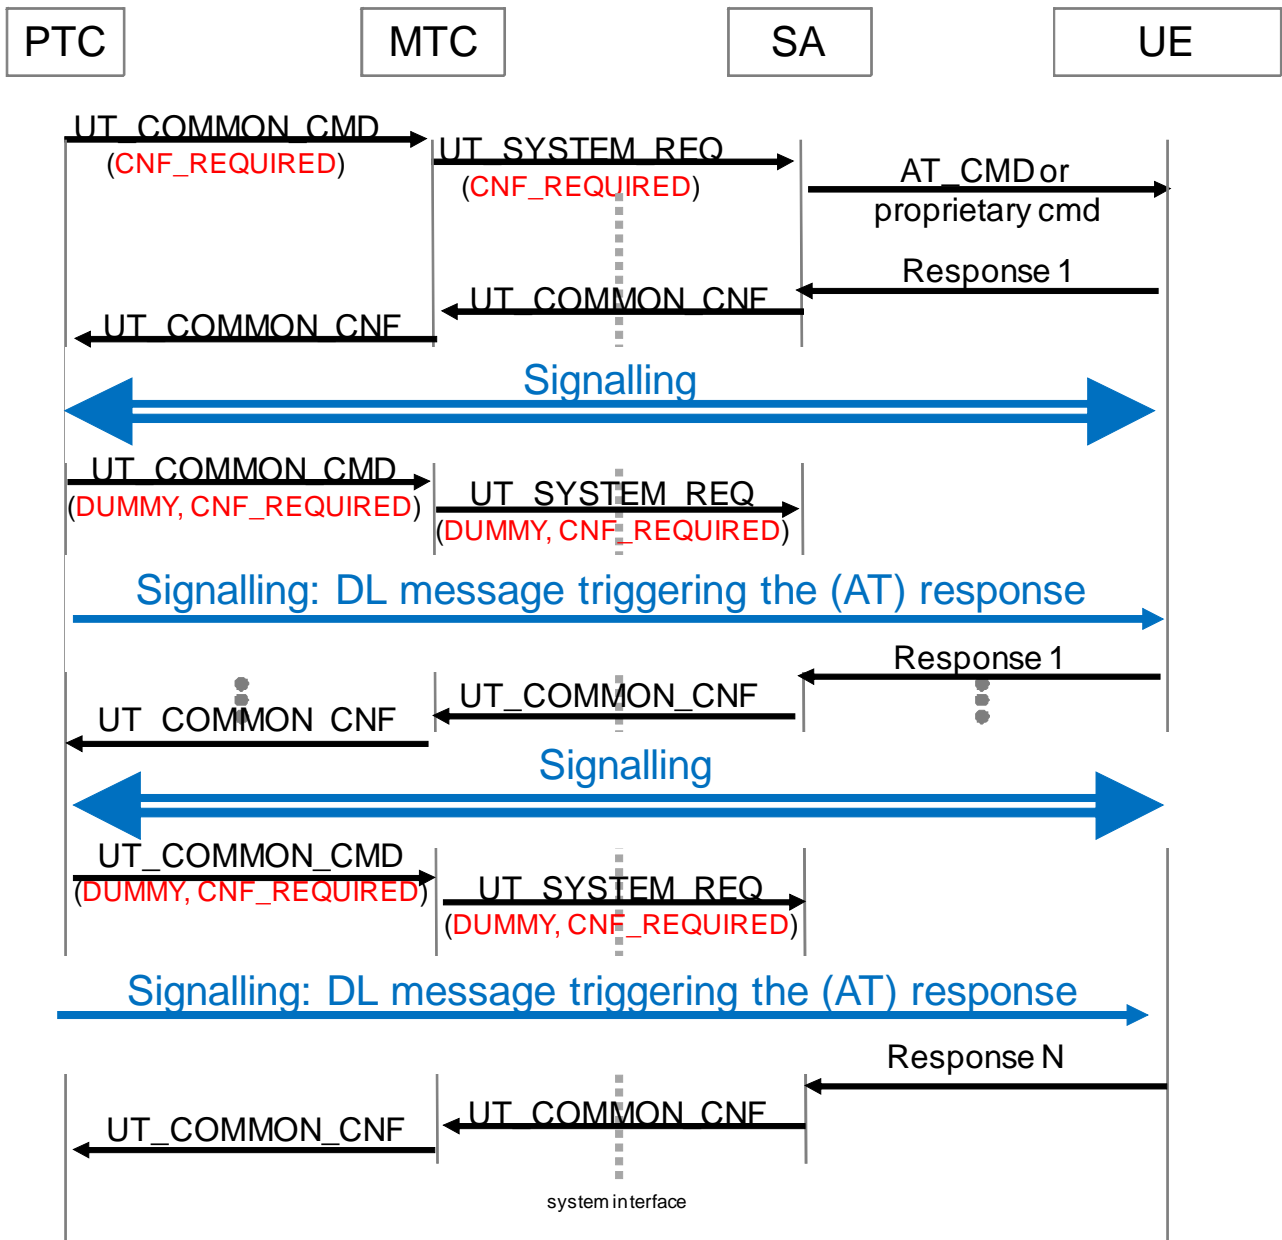 PTC
MTC
SA
UE
UT_COMMON_CMD
(CNF_REQUIRED)
UT_SYSTEM_REQ
(CNF_REQUIRED)
AT_CMD or
proprietary cmd
Response 1
UT_COMMON_CNF
UT_COMMON_CNF
Signalling
UT_COMMON_CMD
(DUMMY, CNF_REQUIRED)
UT_SYSTEM_REQ
(DUMMY, CNF_REQUIRED)
Signalling: DL message triggering the (AT) response
Response 1
UT_COMMON_CNF
UT_COMMON_CNF
Signalling
UT_COMMON_CMD
(DUMMY, CNF_REQUIRED)
UT_SYSTEM_REQ
(DUMMY, CNF_REQUIRED)
Signalling: DL message triggering the (AT) response
Response N
UT_COMMON_CNF
UT_COMMON_CNF
system interface